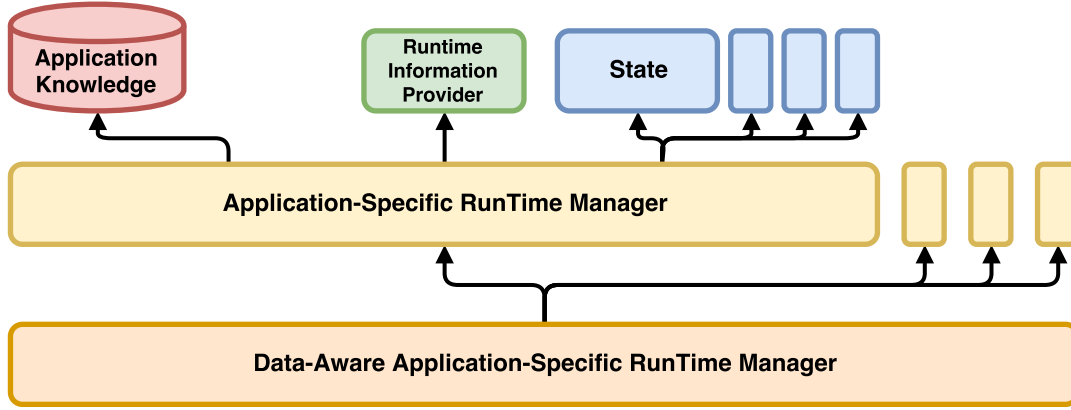 Application
Knowledge
Runtime
Information
Provider
State
Application-Specific RunTime Manager
Data-Aware Application-Specific RunTime Manager